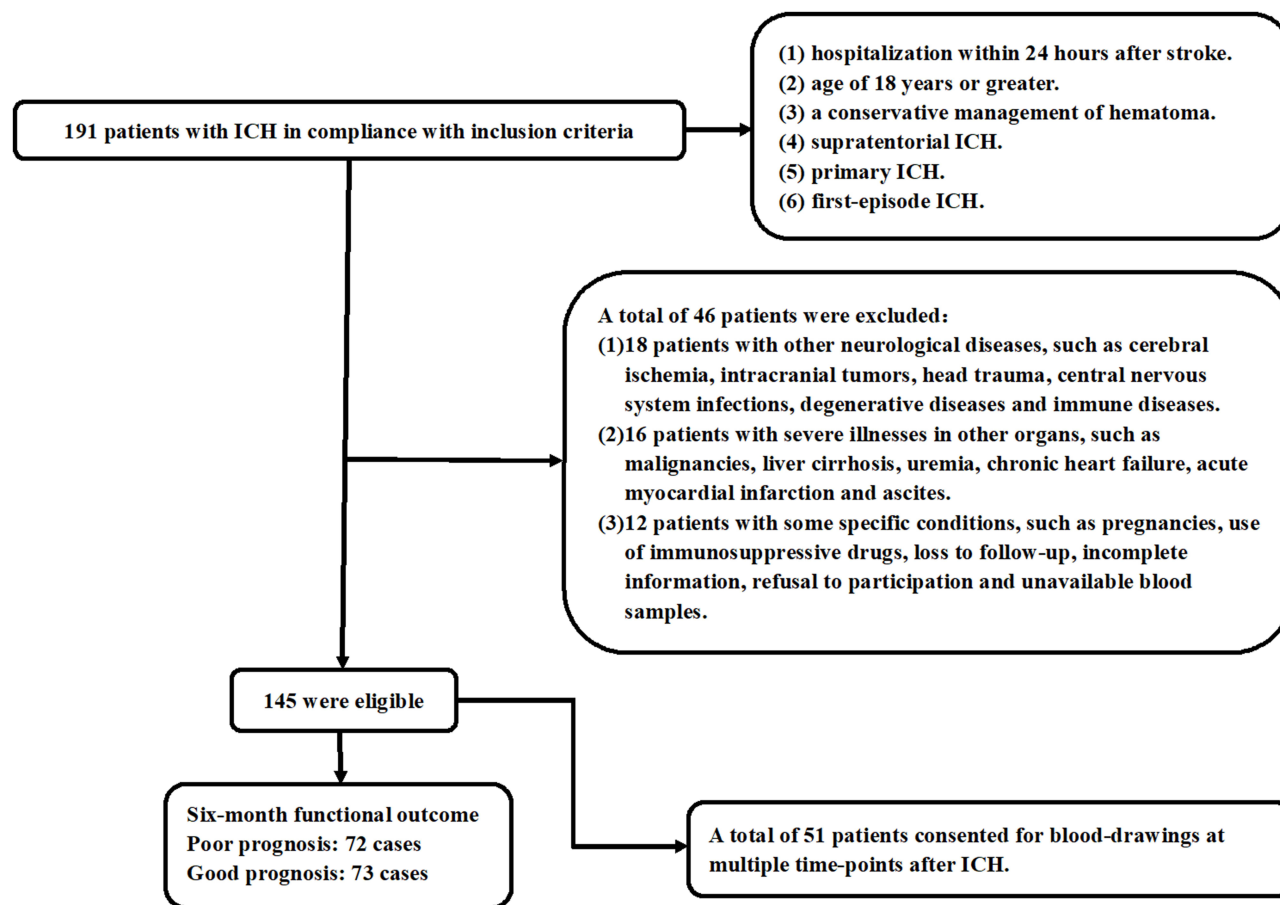 191 patients with ICH in compliance with inclusion criteria
(1) hospitalization within 24 hours after stroke.
(2) age of 18 years or greater.
(3) a conservative management of hematoma.
(4) supratentorial ICH.
(5) primary ICH.
(6) first-episode ICH.
A total of 46 patients were excluded：
(1)18 patients with other neurological diseases, such as cerebral
ischemia, intracranial tumors, head trauma, central nervous
system infections, degenerative diseases and immune diseases.
(2)16 patients with severe illnesses in other organs, such as
malignancies, liver cirrhosis, uremia, chronic heart failure, acute
myocardial infarction and ascites.
(3)12 patients with some specific conditions, such as pregnancies, use
of immunosuppressive drugs, loss to follow-up, incomplete
information, refusal to participation and unavailable blood
samples.
145 were eligible
Six-month functional outcome
Poor prognosis: 72 cases
Good prognosis: 73 cases
A total of 51 patients consented for blood-drawings at
multiple time-points after ICH.